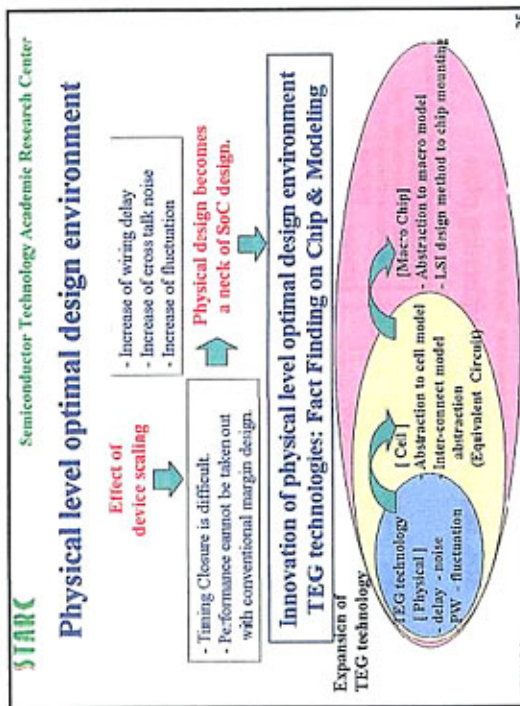 STARC
Semiconductor Technology Academic Research Center
Physical level optimal design environment
Effect of
device scaling
- Increase of wiring delay
- Increase of cross talk noise
- Increase of fluctuation
- Timing Closure is difficult.
- Performance cannot be taken out
with conventional margin design.
Physical design becomes
a neck of SoC design.
Innovation of physical level optimal design environment
TEG technologies: Fact Finding on Chip & Modeling
Expansion of
TEG technology
TEG technology
[ Physical ]
- delay - noise
PW - fluctuation
[ Cell ]
- Abstraction to cell model
- Inter-connect model
abstraction
(Equivalent Circuit)
[Macro Chip]
- Abstraction to macro model
- LSI design method to chip mounting